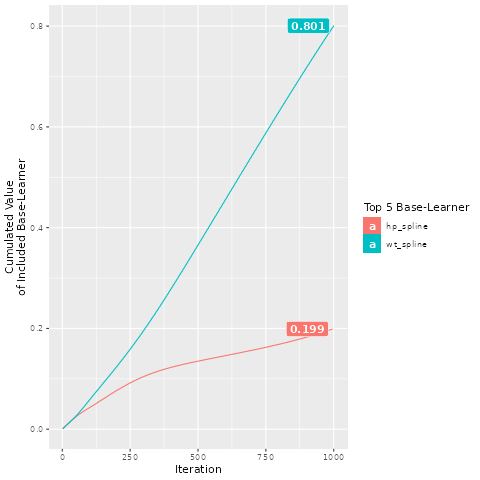 Cumulated Value
of Included Base-Learner
0.8
0.6
0.4
0.2
0.0
0.801
0.199
0
250
500
750
1000
Iteration
Top 5 Base-Learner
a hp_spline
a wt_spline